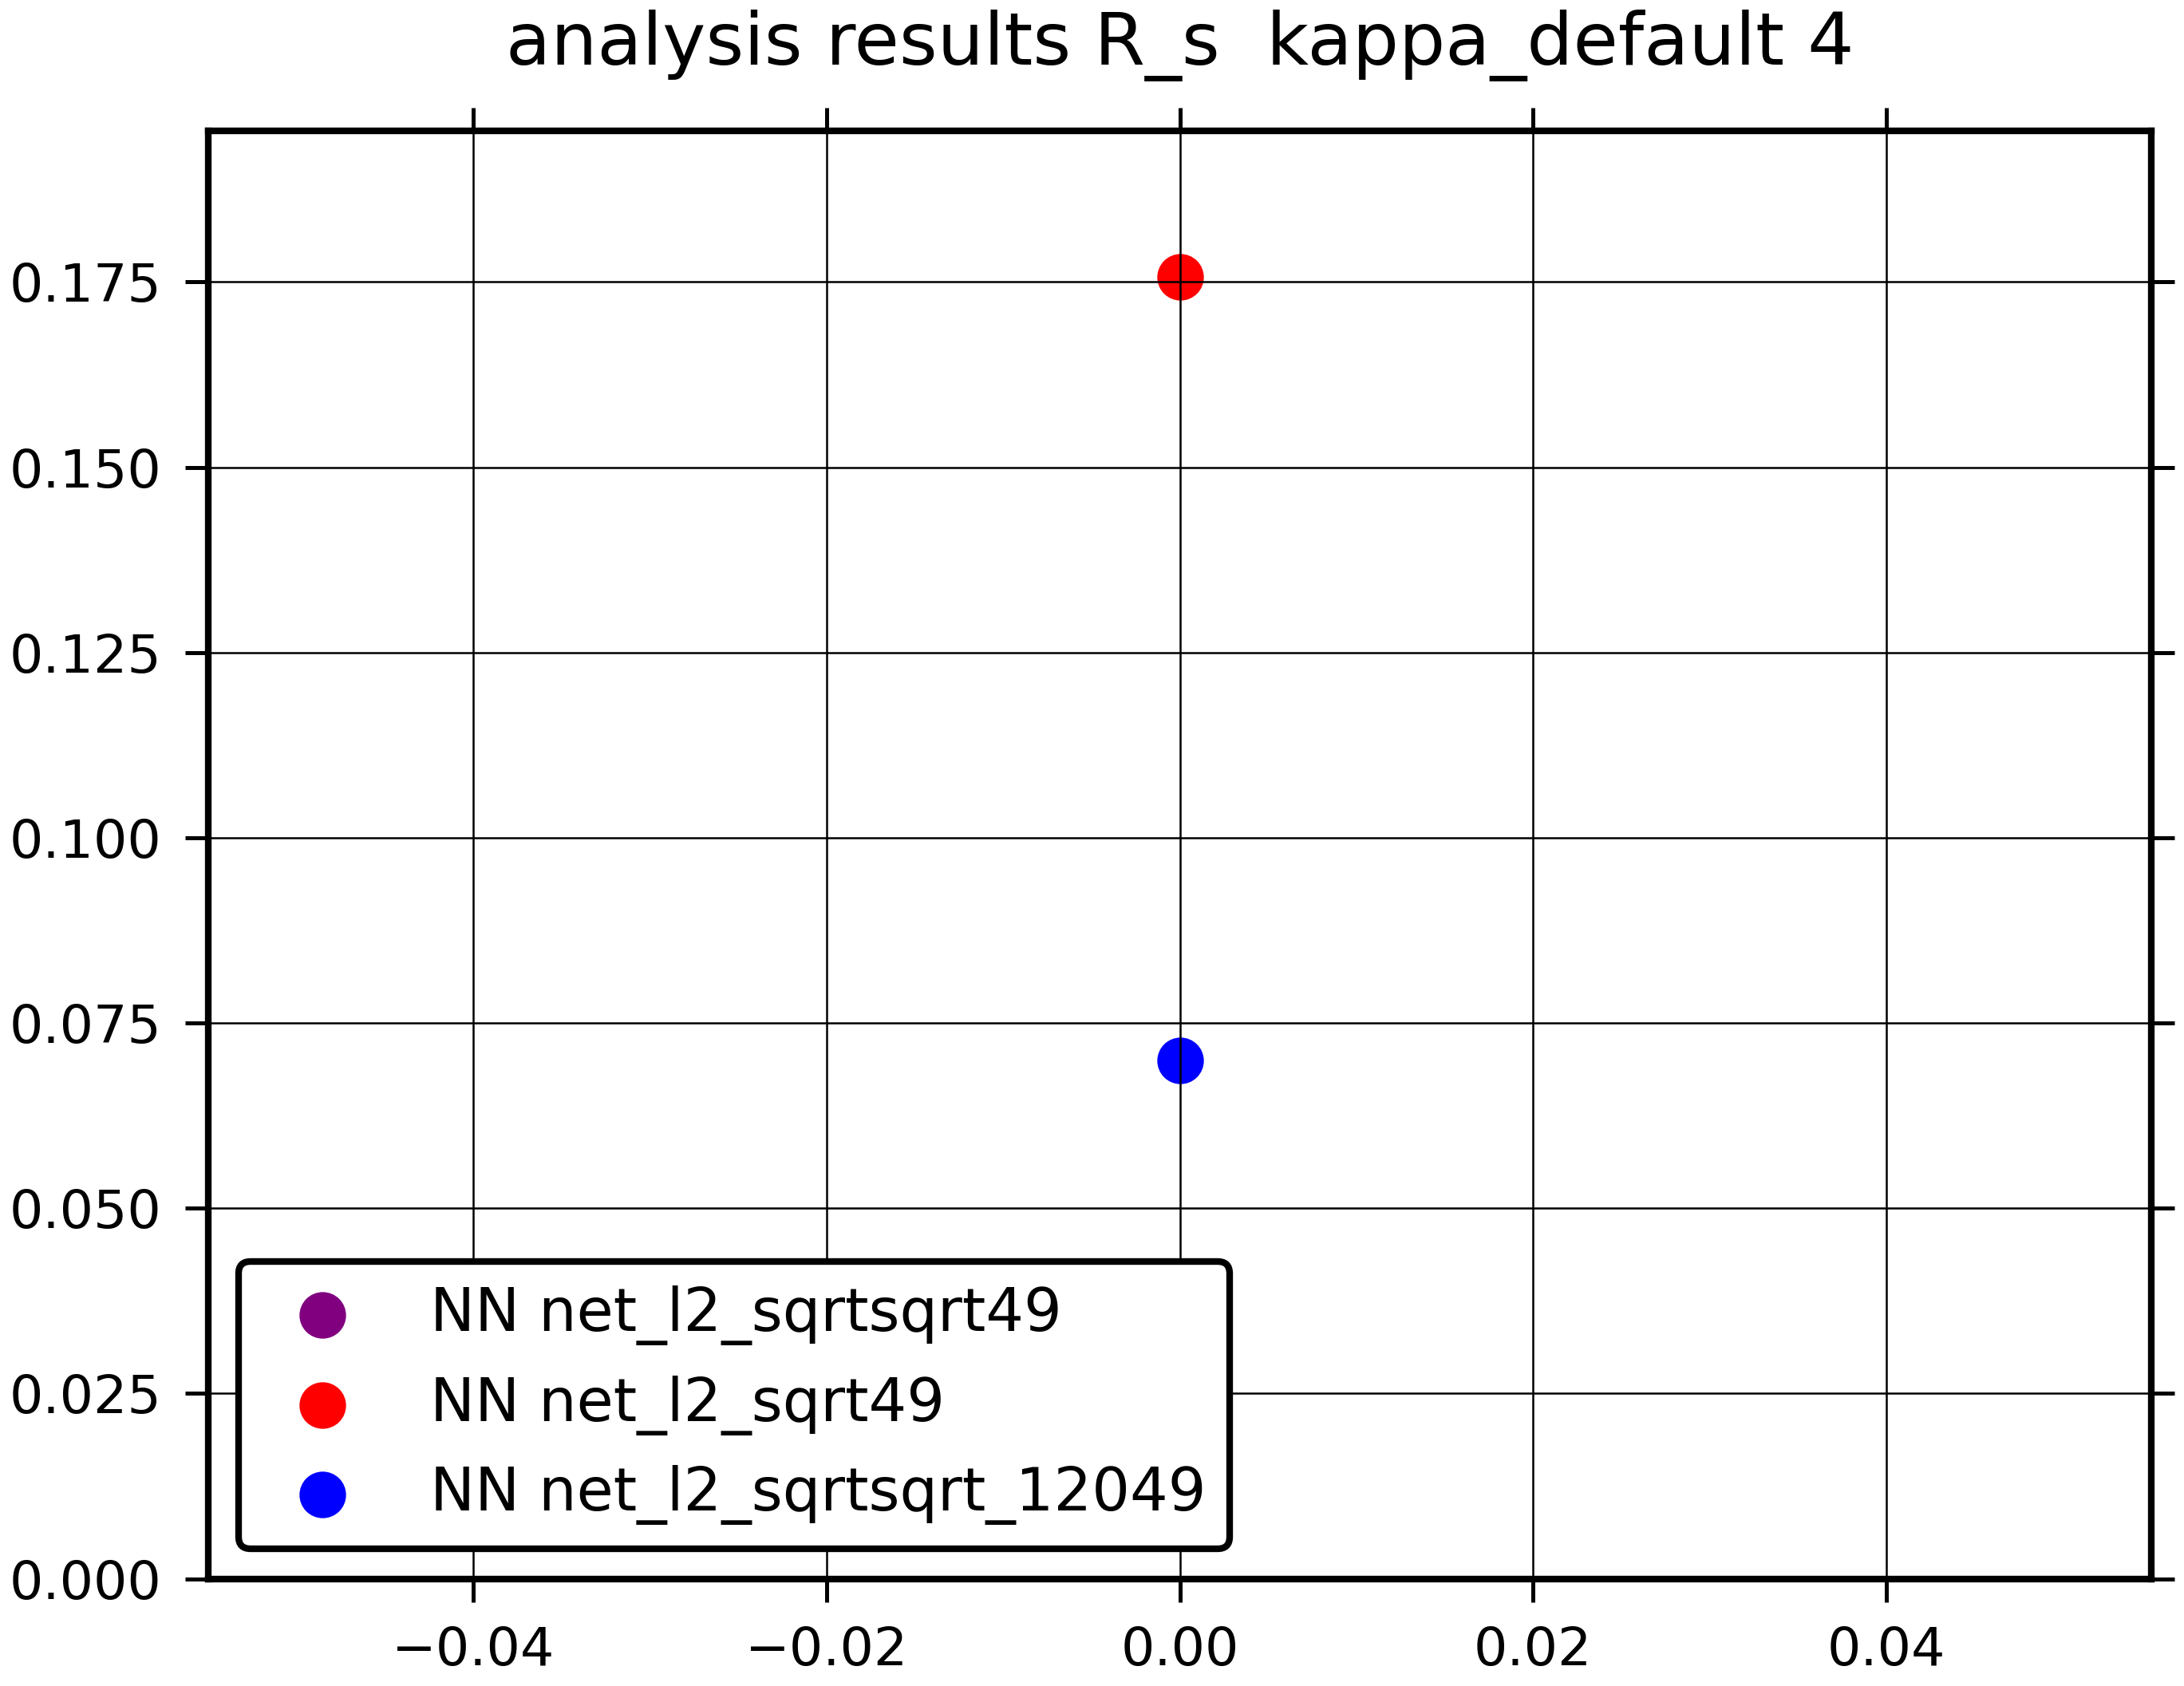 analysis results R_s  kappa_default 4
0.175
0.150
0.125
0.100
0.075
0.050
0.025
0.000
NN net_l2_sqrtsqrt49
NN net_l2_sqrt49
NN net_l2_sqrtsqrt_12049
−0.04 −0.02 0.00 0.02 0.04